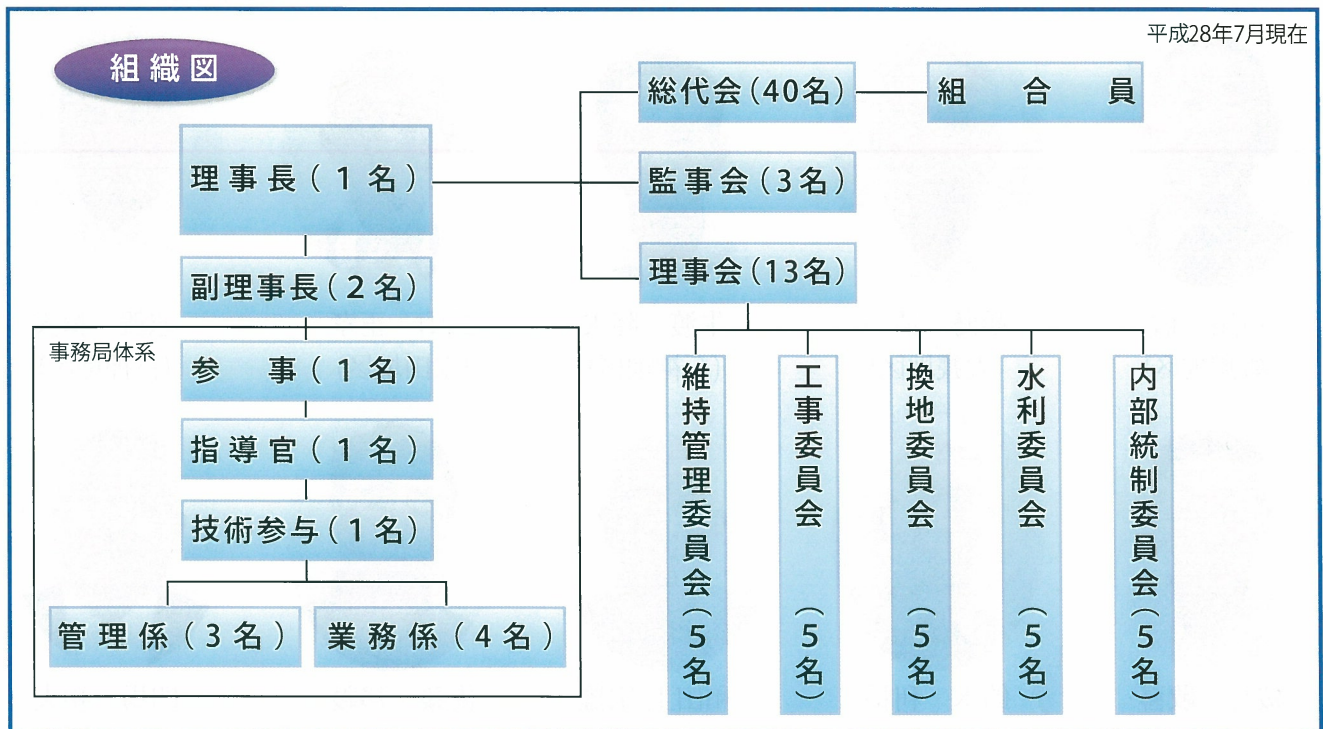 平成28年7月現在
組織図
総代会(40名)
組合員
理事長(1名)
監事会(3名)
理事会(13名)
副理事長(2名)
事務局体系
参事(1名)
指導官(1名)
技術参与(1名)
管理係(3名)
業務係(4名)
維持管理委員会(5名)
工事委員会(5名)
換地委員会(5名)
水利委員会(5名)
内部統制委員会(5名)